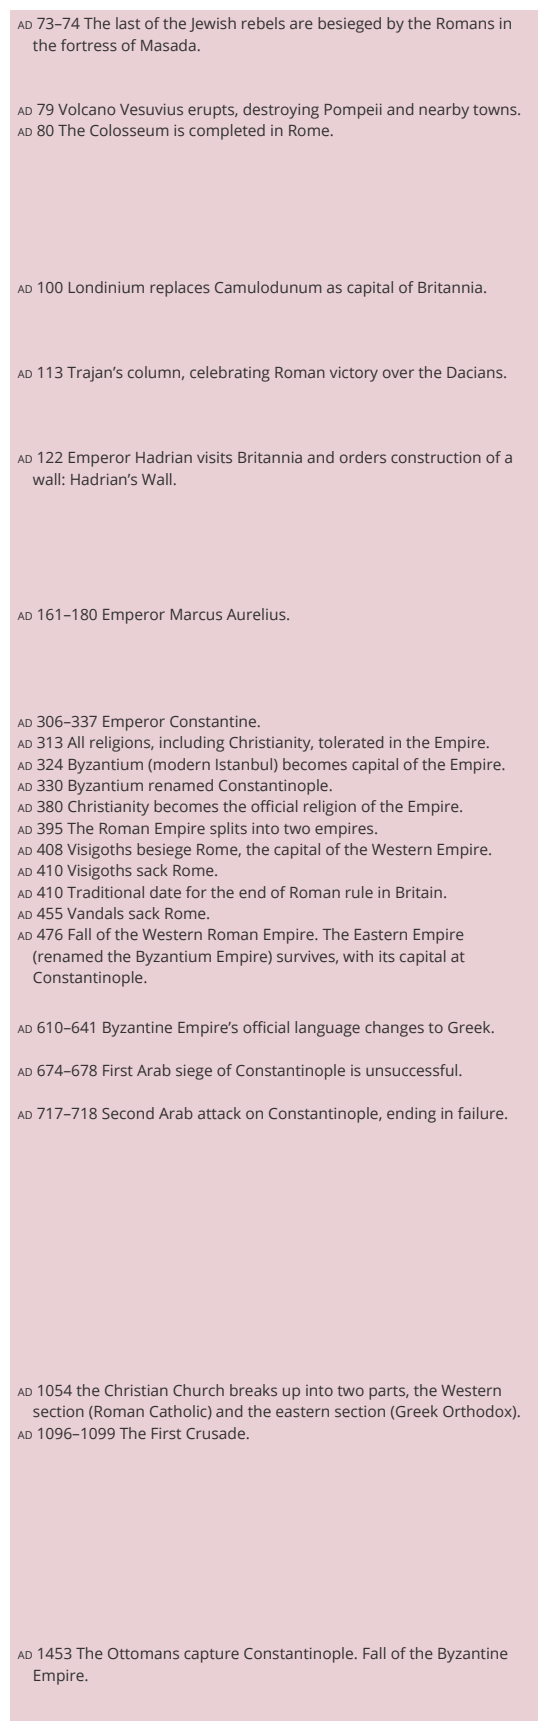 AD 73–74 The last of the Jewish rebels are besieged by the Romans in
the fortress of Masada.
AD 79 Volcano Vesuvius erupts, destroying Pompeii and nearby towns.
AD 80 The Colosseum is completed in Rome.
AD 100 Londinium replaces Camulodunum as capital of Britannia.
AD 113 Trajan’s column, celebrating Roman victory over the Dacians.
AD 122 Emperor Hadrian visits Britannia and orders construction of a
wall: Hadrian’s Wall.
AD 161–180 Emperor Marcus Aurelius.
AD 306–337 Emperor Constantine.
AD 313 All religions, including Christianity, tolerated in the Empire.
AD 324 Byzantium (modern Istanbul) becomes capital of the Empire.
AD 330 Byzantium renamed Constantinople.
AD 380 Christianity becomes the official religion of the Empire.
AD 395 The Roman Empire splits into two empires.
AD 408 Visigoths besiege Rome, the capital of the Western Empire.
AD 410 Visigoths sack Rome.
AD 410 Traditional date for the end of Roman rule in Britain.
AD 455 Vandals sack Rome.
AD 476 Fall of the Western Roman Empire. The Eastern Empire
(renamed the Byzantium Empire) survives, with its capital at
Constantinople.
AD 610–641 Byzantine Empire’s official language changes to Greek.
AD 674–678 First Arab siege of Constantinople is unsuccessful.
AD 717–718 Second Arab attack on Constantinople, ending in failure.
AD 1054 the Christian Church breaks up into two parts, the Western
section (Roman Catholic) and the eastern section (Greek Orthodox).
AD 1096–1099 The First Crusade.
AD 1453 The Ottomans capture Constantinople. Fall of the Byzantine
Empire.